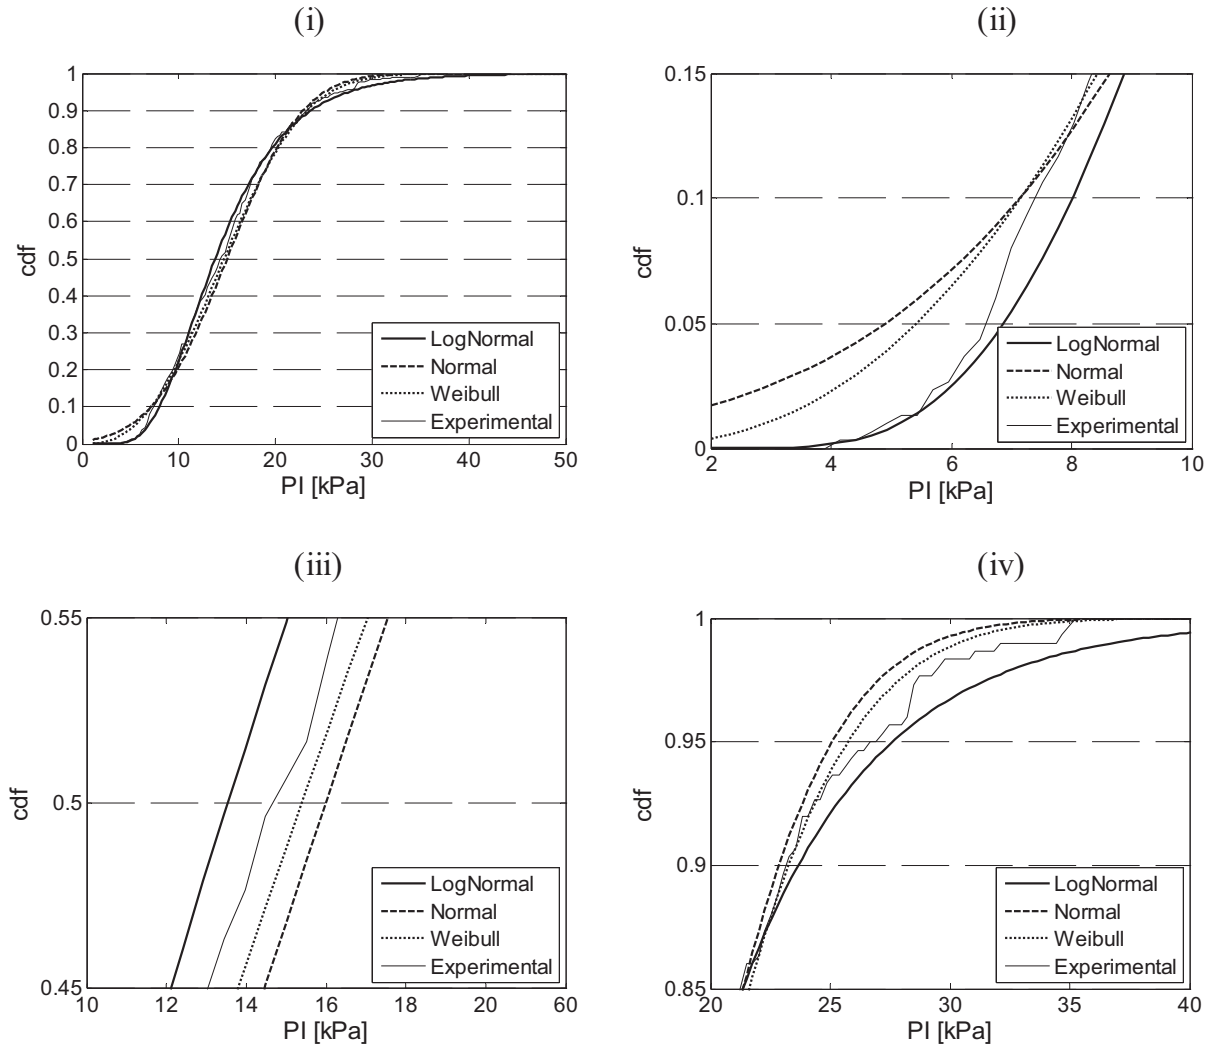 (i)
1
0.9
0.8
0.7
0.6
0.5
0.4
0.3
0.2
0.1
0
cdf
0 10 20 30 40 50
PI [kPa]
LogNormal
Normal
Weibull
Experimental
(ii)
0.15
0.1
0.05
0
cdf
2 4 6 8 10
PI [kPa]
LogNormal
Normal
Weibull
Experimental
(iii)
0.55
0.5
0.45
cdf
10 12 14 16 18 20 60
PI [kPa]
LogNormal
Normal
Weibull
Experimental
(iv)
1
0.95
0.9
0.85
cdf
20 25 30 35 40
PI [kPa]
LogNormal
Normal
Weibull
Experimental